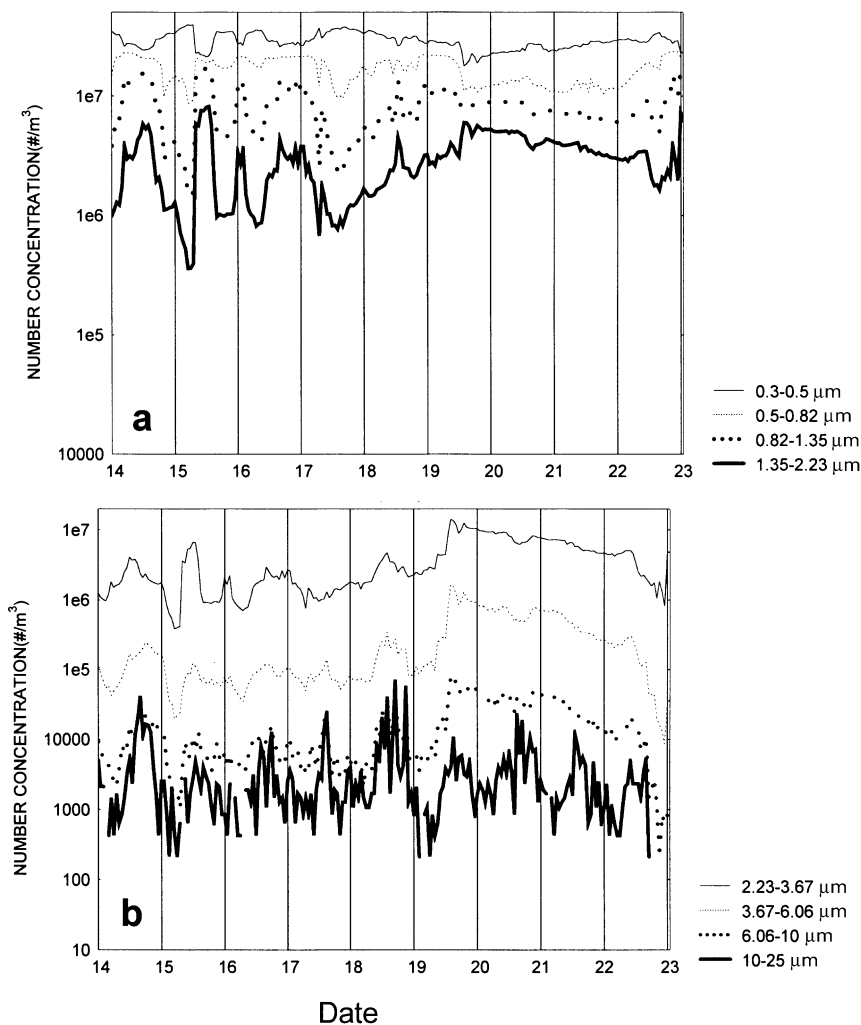 NUMBER CONCENTRATION(#/m³)
1e7
1e6
1e5
10000
a
14 15 16 17 18 19 20 21 22 23
0.3-0.5 µm
0.5-0.82 µm
0.82-1.35 µm
1.35-2.23 µm
NUMBER CONCENTRATION(#/m³)
1e7
1e6
1e5
10000
1000
100
10
b
14 15 16 17 18 19 20 21 22 23
2.23-3.67 µm
3.67-6.06 µm
6.06-10 µm
10-25 µm
Date